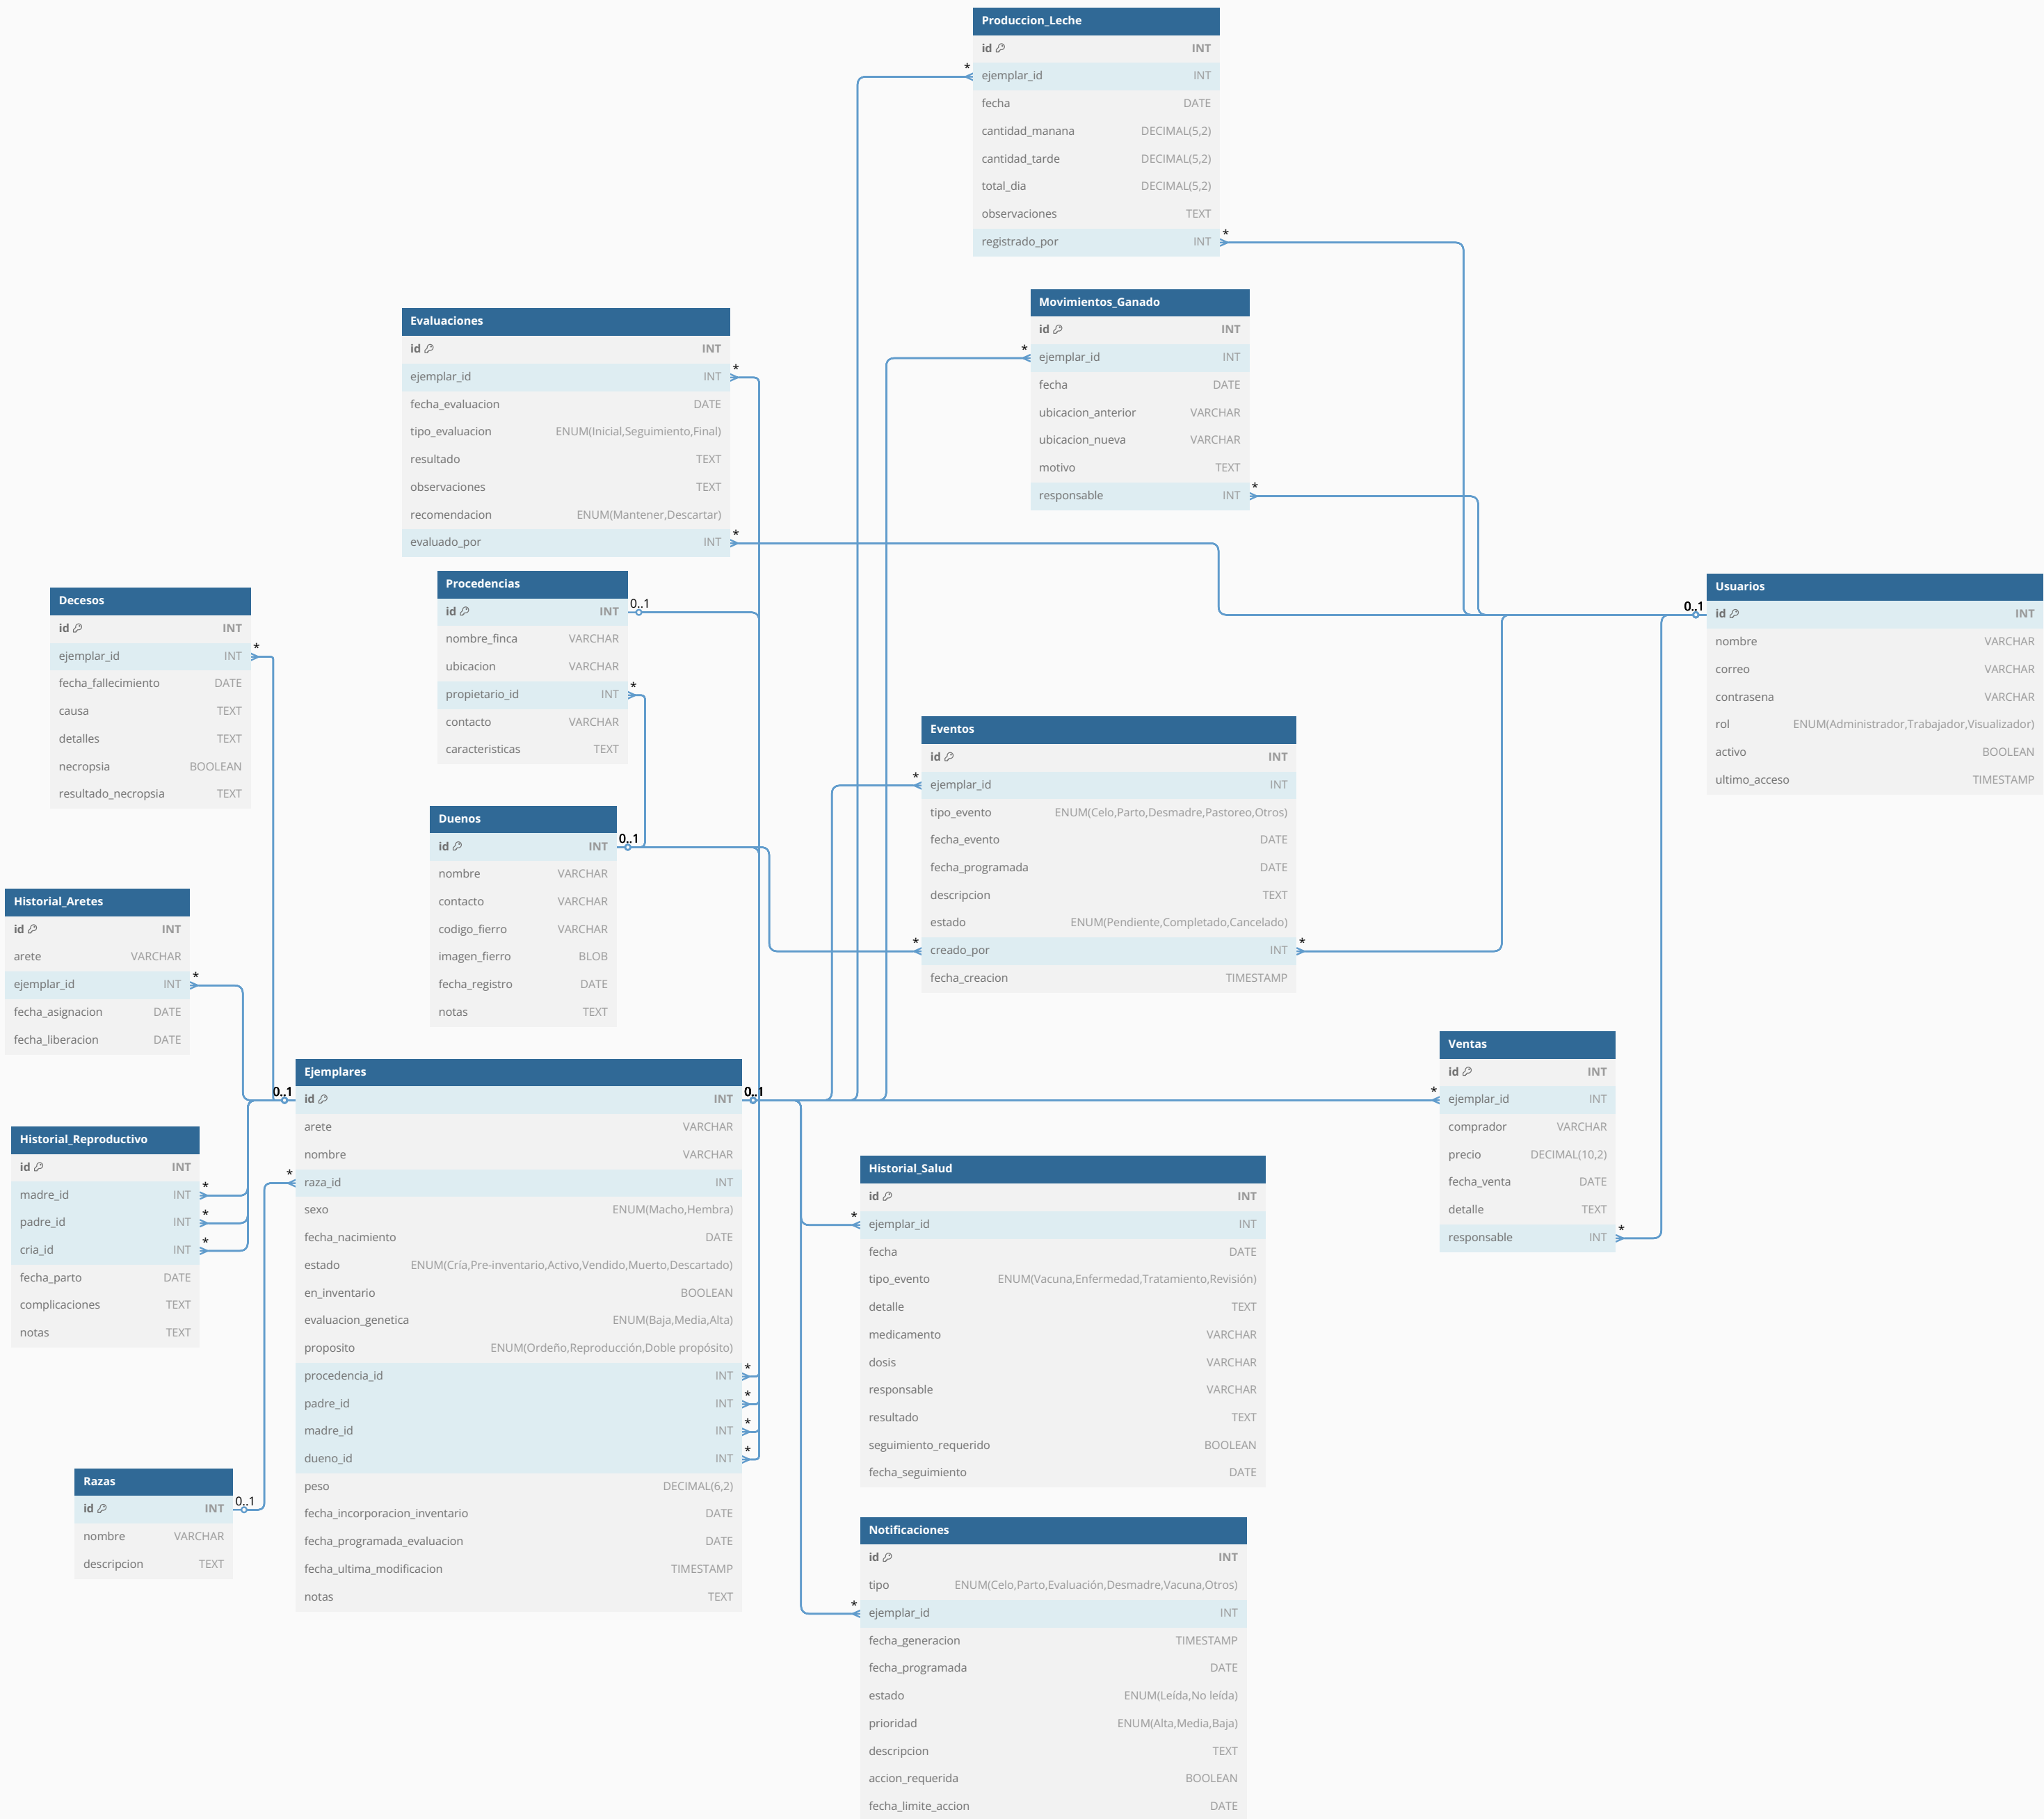 Produccion_Leche
id INT
* ejemplar_id INT
fecha DATE
cantidad_manana DECIMAL(5,2)
cantidad_tarde DECIMAL(5,2)
total_dia DECIMAL(5,2)
observaciones TEXT
registrado_por INT *
Movimientos_Ganado
id INT
* ejemplar_id INT
fecha DATE
ubicacion_anterior VARCHAR
ubicacion_nueva VARCHAR
motivo TEXT
responsable INT *
Evaluaciones
id INT
ejemplar_id INT *
fecha_evaluacion DATE
tipo_evaluacion ENUM(Inicial,Seguimiento,Final)
resultado TEXT
observaciones TEXT
recomendacion ENUM(Mantener,Descartar)
evaluado_por INT *
Procedencias
id INT 0..1
nombre_finca VARCHAR
ubicacion VARCHAR
propietario_id INT *
contacto VARCHAR
caracteristicas TEXT
Usuarios
0..1 id INT
nombre VARCHAR
correo VARCHAR
contrasena VARCHAR
rol ENUM(Administrador,Trabajador,Visualizador)
activo BOOLEAN
ultimo_acceso TIMESTAMP
Decesos
id INT
ejemplar_id INT *
fecha_fallecimiento DATE
causa TEXT
detalles TEXT
necropsia BOOLEAN
resultado_necropsia TEXT
Eventos
id INT
* ejemplar_id INT
tipo_evento ENUM(Celo,Parto,Desmadre,Pastoreo,Otros)
fecha_evento DATE
fecha_programada DATE
descripcion TEXT
estado ENUM(Pendiente,Completado,Cancelado)
* creado_por INT *
fecha_creacion TIMESTAMP
Duenos
id INT 0..1
nombre VARCHAR
contacto VARCHAR
codigo_fierro VARCHAR
imagen_fierro BLOB
fecha_registro DATE
notas TEXT
Historial_Aretes
id INT
arete VARCHAR
ejemplar_id INT *
fecha_asignacion DATE
fecha_liberacion DATE
Ejemplares
0..1 id INT 0..1
arete VARCHAR
nombre VARCHAR
* raza_id INT
sexo ENUM(Macho,Hembra)
fecha_nacimiento DATE
estado ENUM(Cría,Pre-inventario,Activo,Vendido,Muerto,Descartado)
en_inventario BOOLEAN
evaluacion_genetica ENUM(Baja,Media,Alta)
proposito ENUM(Ordeño,Reproducción,Doble propósito)
procedencia_id INT *
padre_id INT *
madre_id INT *
dueno_id INT *
peso DECIMAL(6,2)
fecha_incorporacion_inventario DATE
fecha_programada_evaluacion DATE
fecha_ultima_modificacion TIMESTAMP
notas TEXT
Ventas
id INT
* ejemplar_id INT
comprador VARCHAR
precio DECIMAL(10,2)
fecha_venta DATE
detalle TEXT
responsable INT *
Historial_Reproductivo
id INT
madre_id INT *
padre_id INT *
cria_id INT *
fecha_parto DATE
complicaciones TEXT
notas TEXT
Historial_Salud
id INT
* ejemplar_id INT
fecha DATE
tipo_evento ENUM(Vacuna,Enfermedad,Tratamiento,Revisión)
detalle TEXT
medicamento VARCHAR
dosis VARCHAR
responsable VARCHAR
resultado TEXT
seguimiento_requerido BOOLEAN
fecha_seguimiento DATE
Razas
id INT 0..1
nombre VARCHAR
descripcion TEXT
Notificaciones
id INT
tipo ENUM(Celo,Parto,Evaluación,Desmadre,Vacuna,Otros)
* ejemplar_id INT
fecha_generacion TIMESTAMP
fecha_programada DATE
estado ENUM(Leída,No leída)
prioridad ENUM(Alta,Media,Baja)
descripcion TEXT
accion_requerida BOOLEAN
fecha_limite_accion DATE